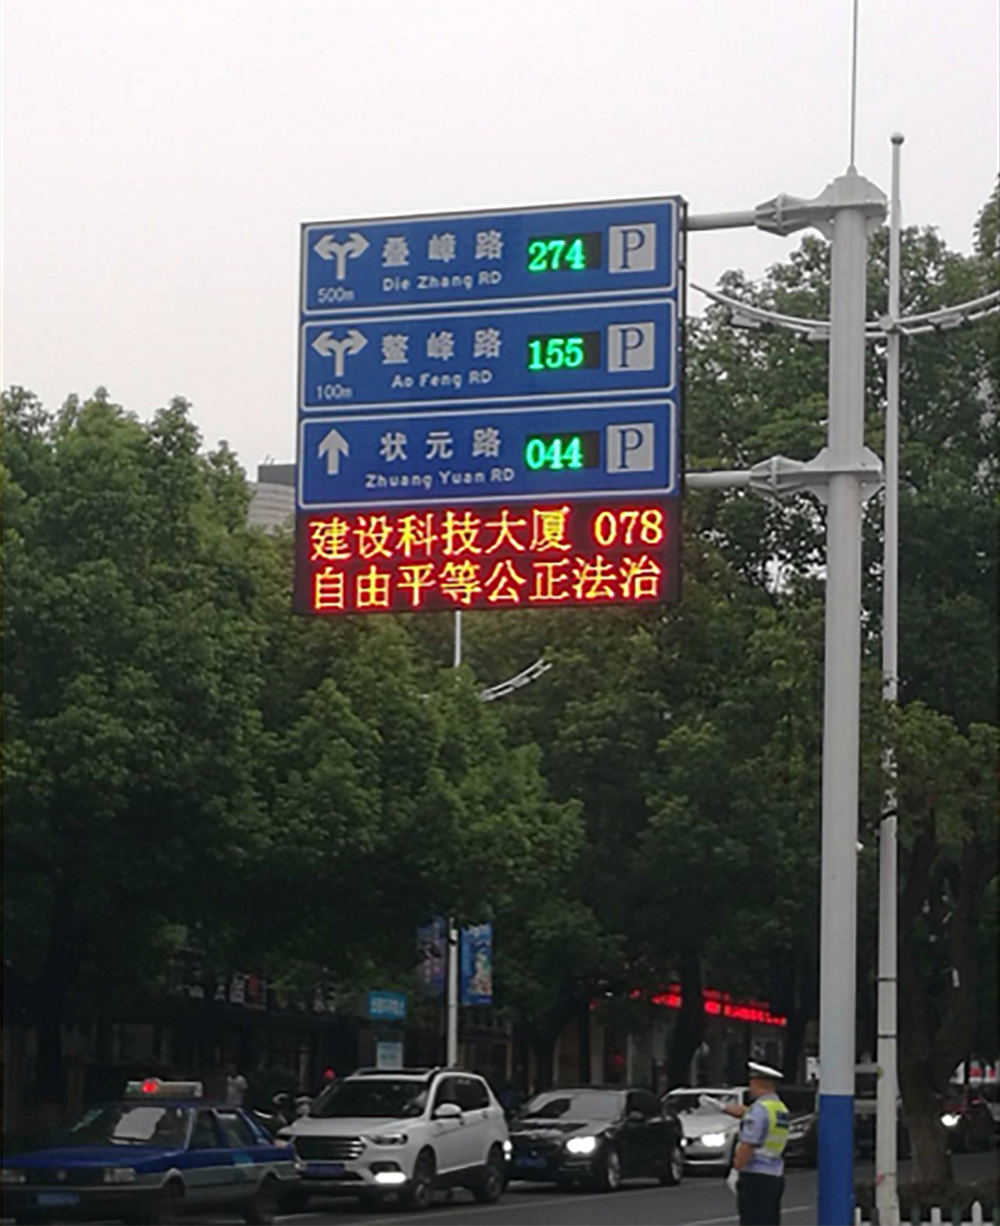 叠嶂路 274 P
Die Zhang RD
500m
鳌峰路 155 P
Ao Feng RD
100m
状元路 044 P
Zhuang Yuan RD
建设科技大厦 078
自由平等公正法治